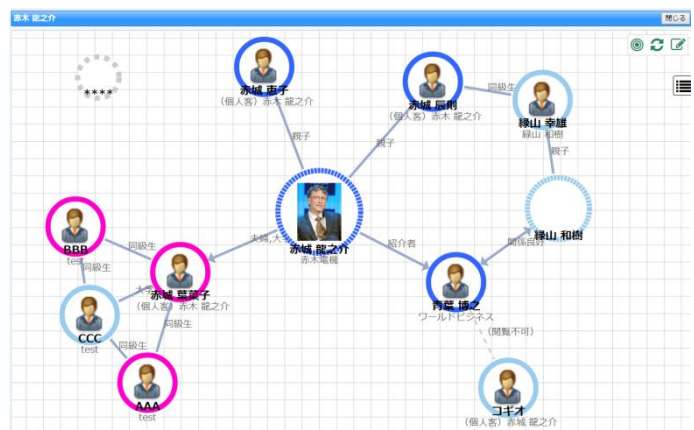 赤木 龍之介
閉じる
****
赤城 恵子
(個人客) 赤木 龍之介
赤城 辰則
(個人客) 赤木 龍之介
同級生
緑山 幸雄
緑山 和樹
親子
親子
親子
赤城 龍之介
赤木電機
緑山 和樹
関係良好
夫婦,大学
紹介者
BBB
test
同級生
同級生
赤城 葉菜子
(個人客) 赤木 龍之介
大学
青葉 博之
ワールドビジネス
(閲覧不可)
CCC
test
同級生
同級生
AAA
test
コギオ
(個人客) 赤城 龍之介